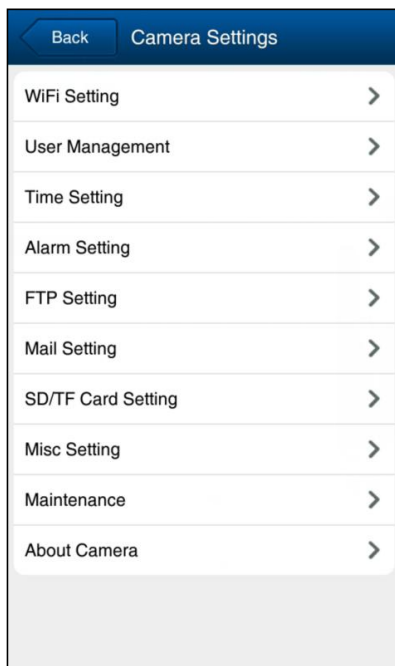 Back Camera Settings
WiFi Setting
User Management
Time Setting
Alarm Setting
FTP Setting
Mail Setting
SD/TF Card Setting
Misc Setting
Maintenance
About Camera